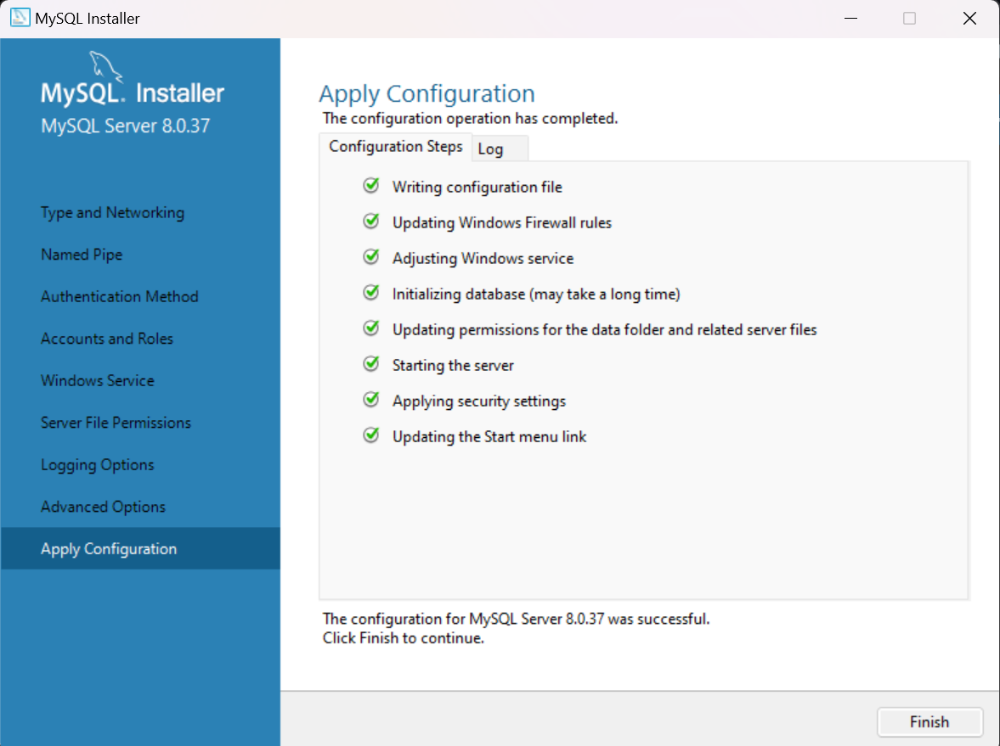 MySQL Installer
MySQL. Installer
MySQL Server 8.0.37
Type and Networking
Named Pipe
Authentication Method
Accounts and Roles
Windows Service
Server File Permissions
Logging Options
Advanced Options
Apply Configuration
Apply Configuration
The configuration operation has completed.
Configuration Steps
Log
Writing configuration file
Updating Windows Firewall rules
Adjusting Windows service
Initializing database (may take a long time)
Updating permissions for the data folder and related server files
Starting the server
Applying security settings
Updating the Start menu link
The configuration for MySQL Server 8.0.37 was successful.
Click Finish to continue.
Finish